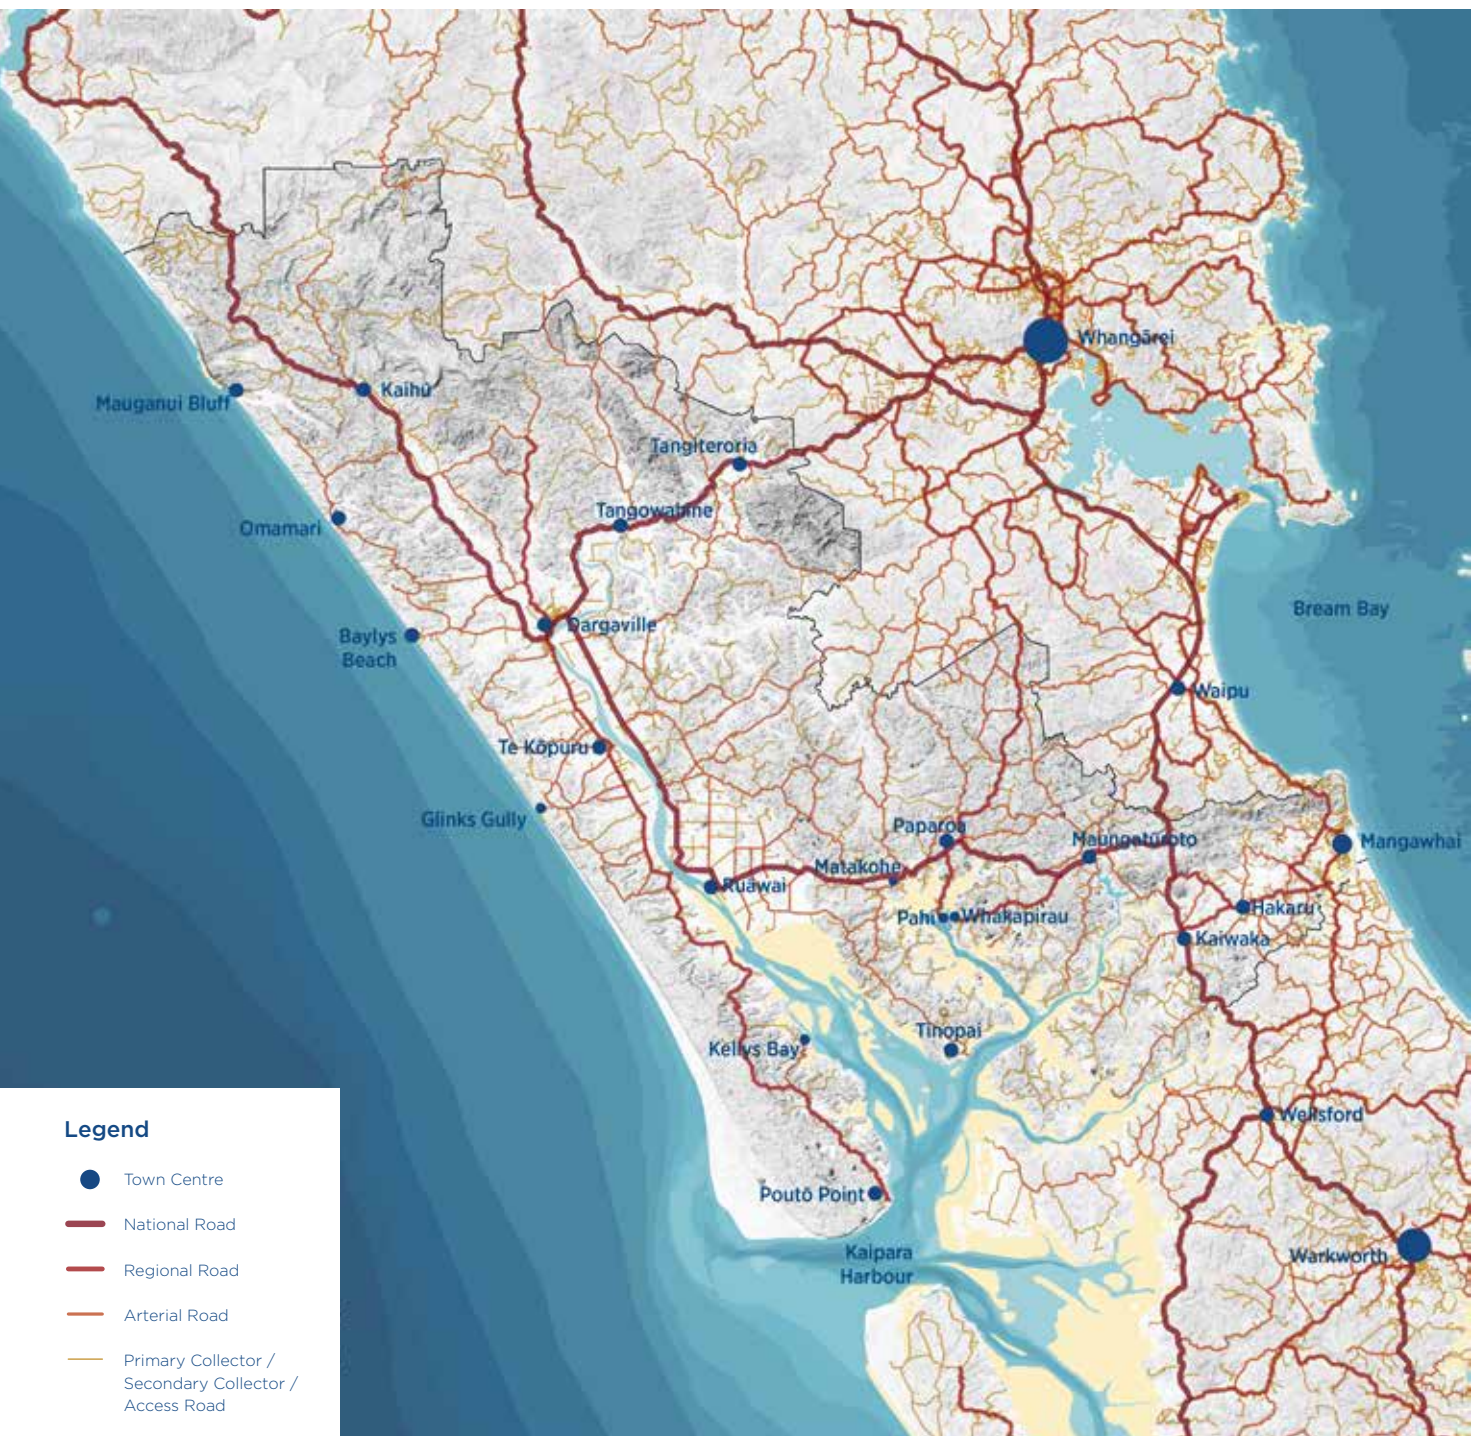 Whangārei
Mauganui Bluff
Kaihū
Tangiteroria
Tangowahine
Omamari
Bream Bay
Dargaville
Baylys
Beach
Waipu
Te Kōpuru
Glinks Gully
Paparoa
Maungatūroto
Mangawhai
Matakohe
Ruāwai
Pahi
Whakapirau
Hakaru
Kaiwaka
Tinopai
Kellys Bay
Wellsford
Poutō Point
Kaipara
Harbour
Warkworth
Legend
Town Centre
National Road
Regional Road
Arterial Road
Primary Collector /
Secondary Collector /
Access Road